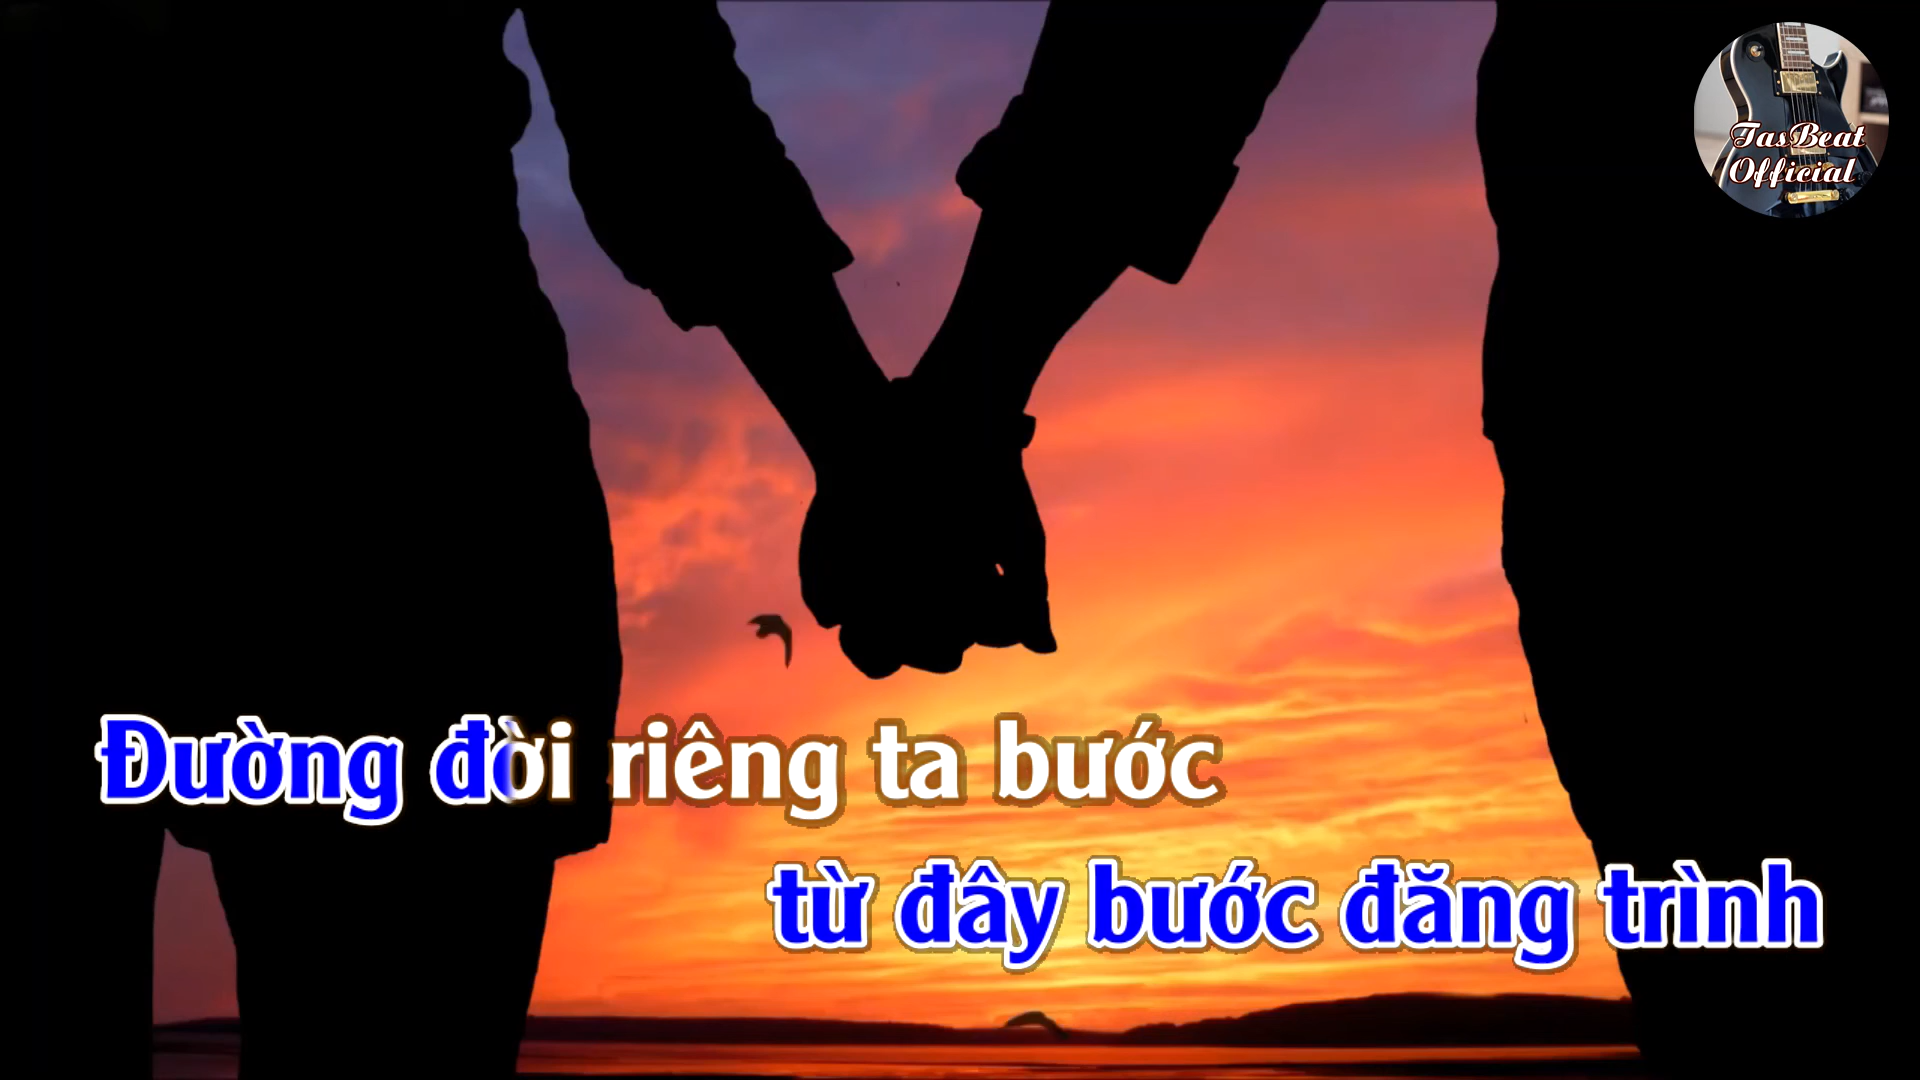 TasBeat
Official
Đường đời riêng ta bước
từ đây bước đăng trình